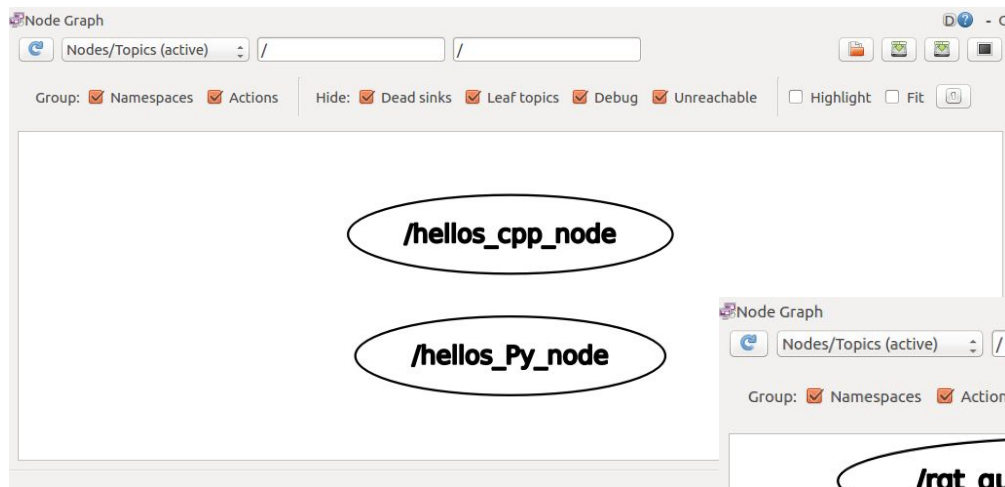 Node Graph
D ? - C
Nodes/Topics (active) / /
Group: Namespaces Actions Hide: Dead sinks Leaf topics Debug Unreachable Highlight Fit
/hellos_cpp_node
/hellos_Py_node
Node Graph
Nodes/Topics (active) /
Group: Namespaces